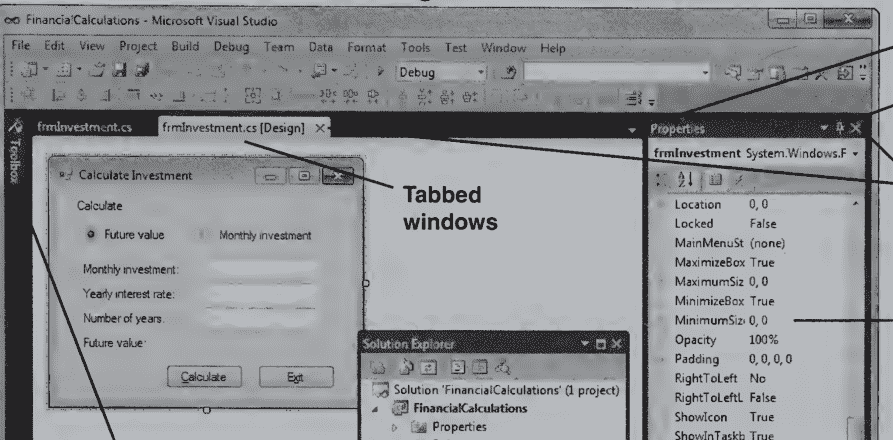 Financia'Calculations - Microsoft Visual Studio
File Edit View Project Build Debug Team Data Format Tools Test Window Help
Debug
frmInvestment.cs frmInvestment.cs [Design]
Toolbox
Calculate Investment
Calculate
Future value Monthly investment
Monthly investment:
Yearly interest rate:
Number of years:
Future value:
Calculate Exit
Tabbed
windows
Solution Explorer
Solution 'FinancialCalculations' (1 project)
FinancialCalculations
Properties
Properties
frmInvestment System.Windows.F
Location 0, 0
Locked False
MainMenuSt (none)
MaximizeBox True
MaximumSiz 0, 0
MinimizeBox True
MinimumSiz 0, 0
Opacity 100%
Padding 0, 0, 0, 0
RightToLeft No
RightToLeftL False
ShowIcon True
ShowInTaskb True